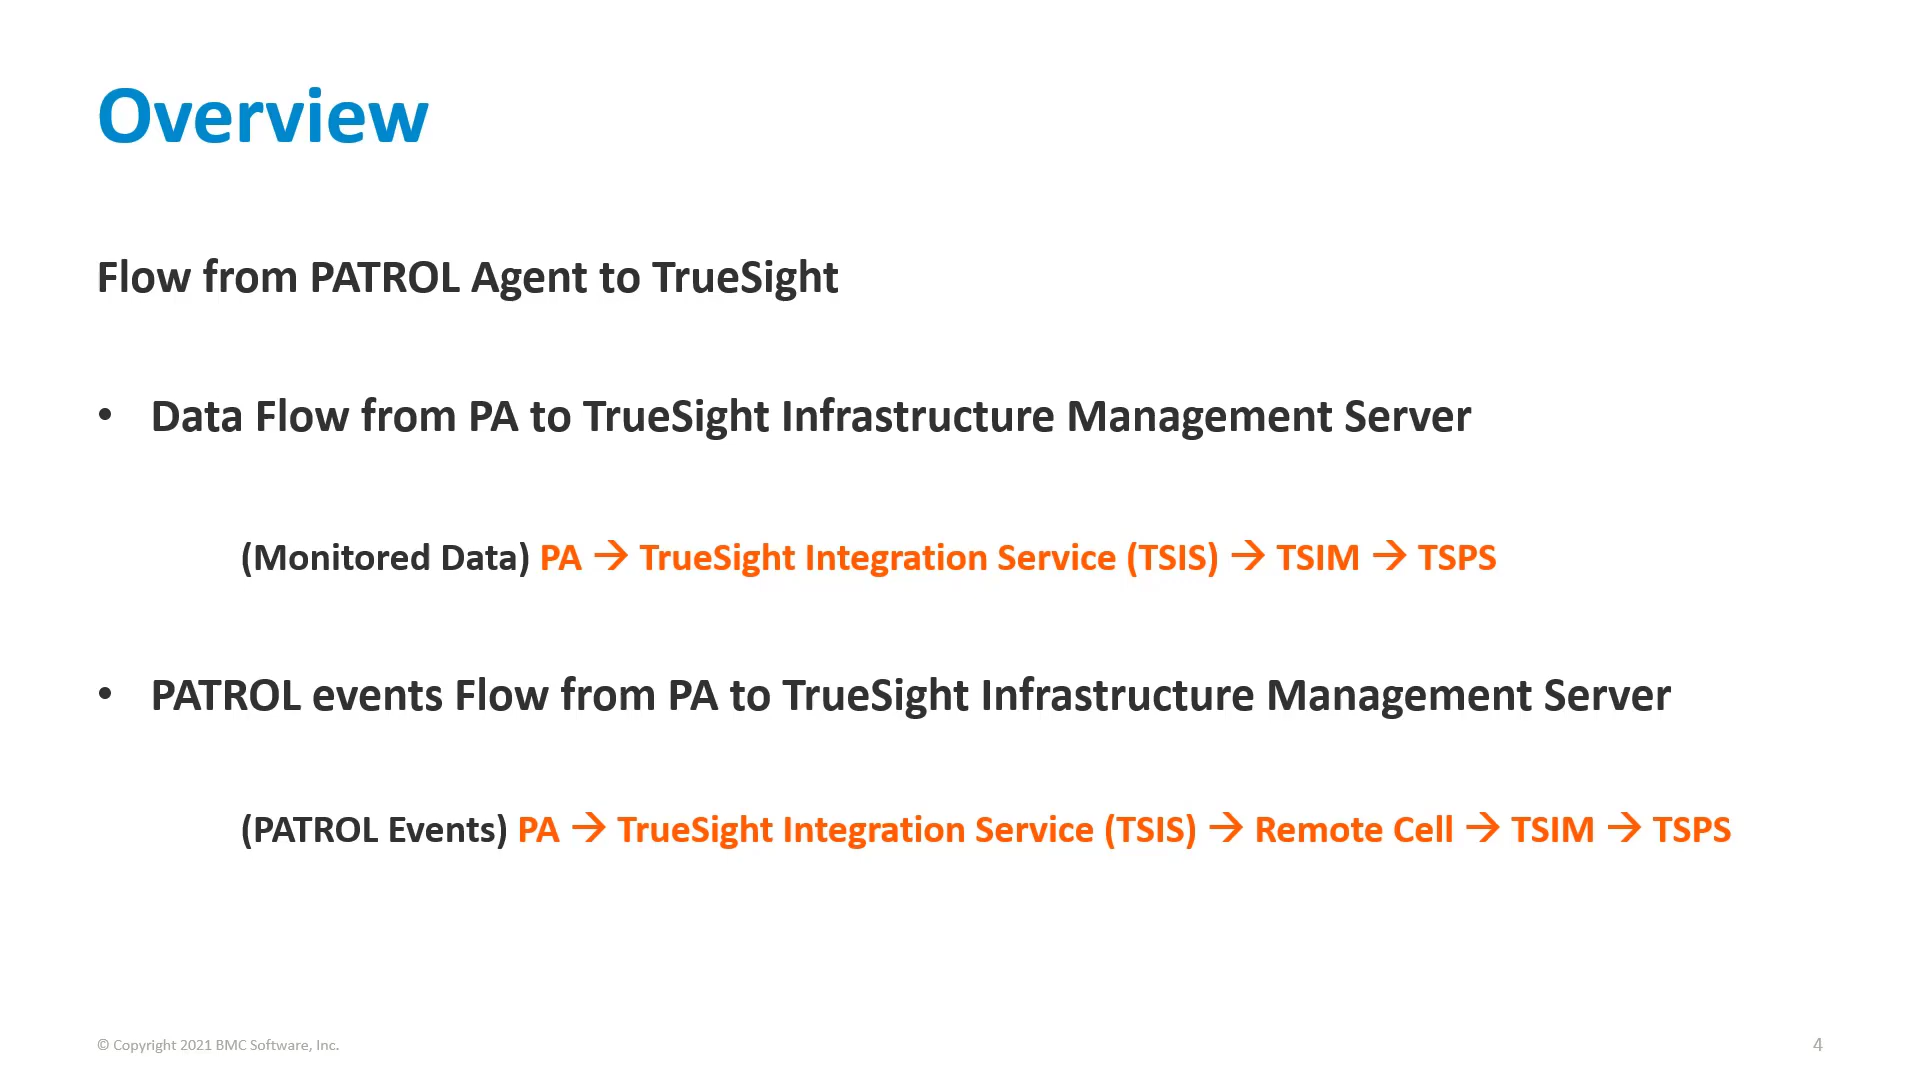 Overview
Flow from PATROL Agent to TrueSight
• Data Flow from PA to TrueSight Infrastructure Management Server
(Monitored Data) PA → TrueSight Integration Service (TSIS) → TSIM → TSPS
• PATROL events Flow from PA to TrueSight Infrastructure Management Server
(PATROL Events) PA → TrueSight Integration Service (TSIS) → Remote Cell → TSIM → TSPS
© Copyright 2021 BMC Software, Inc.
4